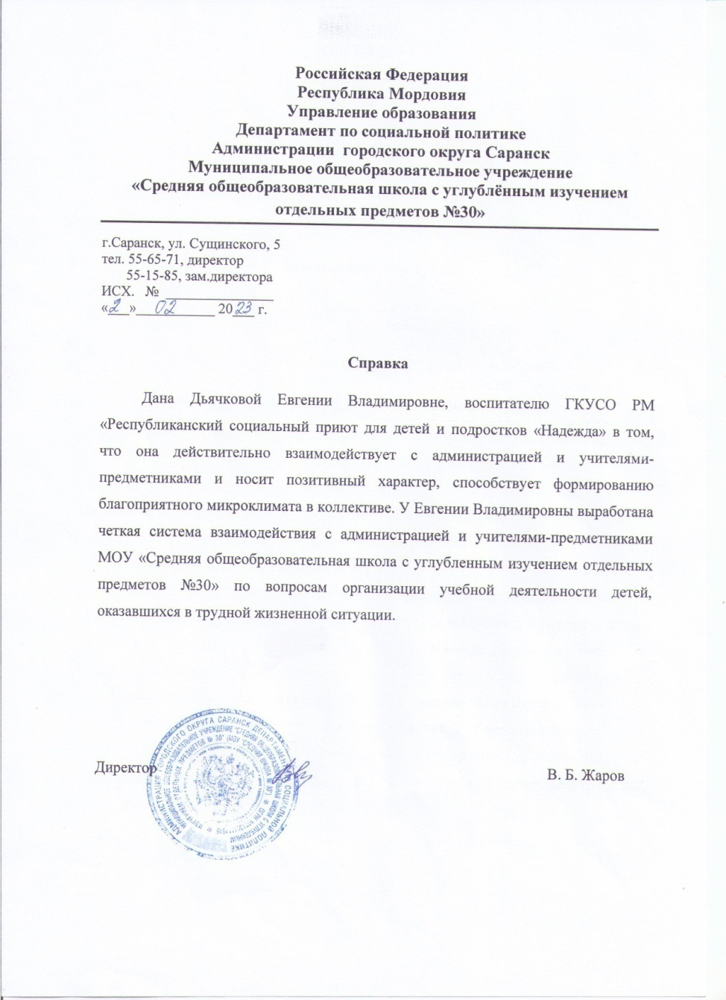 Российская Федерация
Республика Мордовия
Управление образования
Департамент по социальной политике
Администрации городского округа Саранск
Муниципальное общеобразовательное учреждение
«Средняя общеобразовательная школа с углублённым изучением
отдельных предметов №30»
г.Саранск, ул. Сущинского, 5
тел. 55-65-71, директор
55-15-85, зам.директора
ИСХ. № _______________
«2» 02 2023 г.
Справка
Дана Дьячковой Евгении Владимировне, воспитателю ГКУСО РМ
«Республиканский социальный приют для детей и подростков «Надежда» в том,
что она действительно взаимодействует с администрацией и учителями-
предметниками и носит позитивный характер, способствует формированию
благоприятного микроклимата в коллективе. У Евгении Владимировны выработана
четкая система взаимодействия с администрацией и учителями-предметниками
МОУ «Средняя общеобразовательная школа с углубленным изучением отдельных
предметов №30» по вопросам организации учебной деятельности детей,
оказавшихся в трудной жизненной ситуации.
АДМИНИСТРАЦИЯ ГОРОДСКОГО ОКРУГА САРАНСК ДЕПАРТАМЕНТ СОЦИАЛЬНОЙ ПОЛИТИКЕ
МУНИЦИПАЛЬНОЕ ОБЩЕОБРАЗОВАТЕЛЬНОЕ УЧРЕЖДЕНИЕ "СРЕДНЯЯ ОБЩЕОБРАЗОВАТЕЛЬНАЯ ШКОЛА С УГЛУБЛЕННЫМ
ИЗУЧЕНИЕМ ОТДЕЛЬНЫХ ПРЕДМЕТОВ № 30" (МОУ "СРЕДНЯЯ ШКОЛА № 30")
Директор
В. Б. Жаров